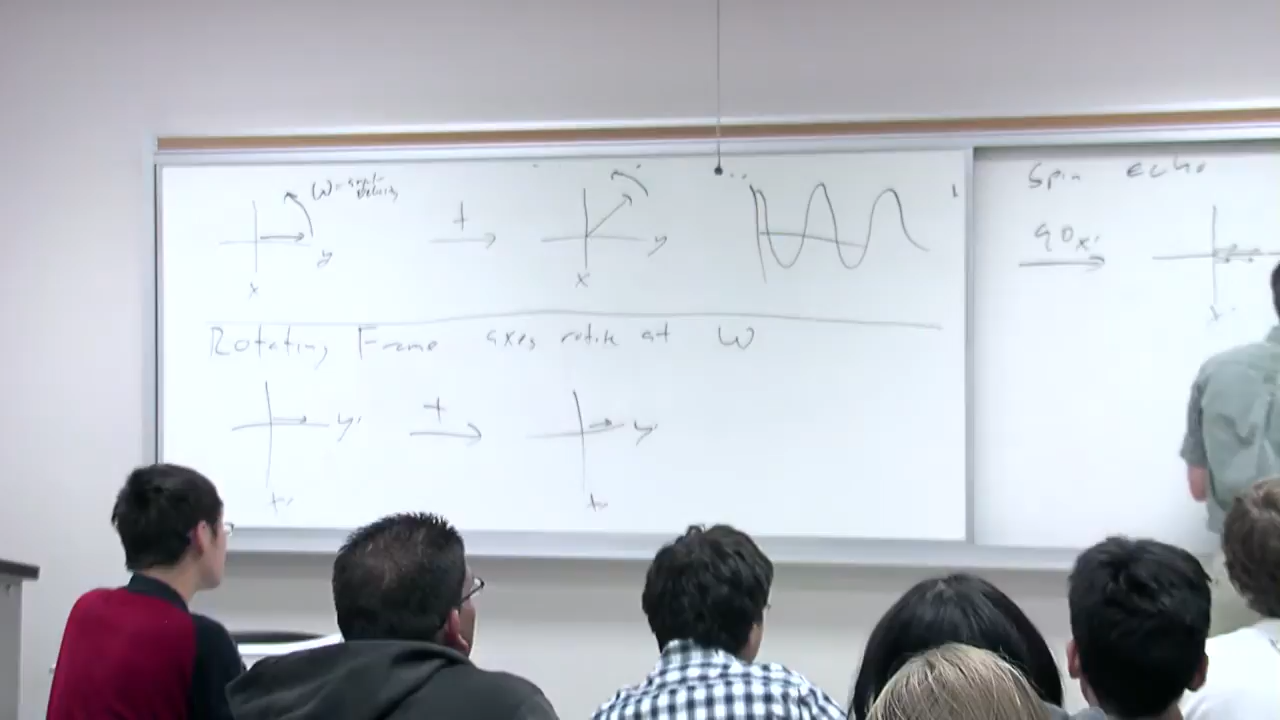 ω = angular velocity
y
x
t
y
x
Rotating Frame axes rotate at ω
y'
x'
t
y'
x'
Spin echo
90x'
x'